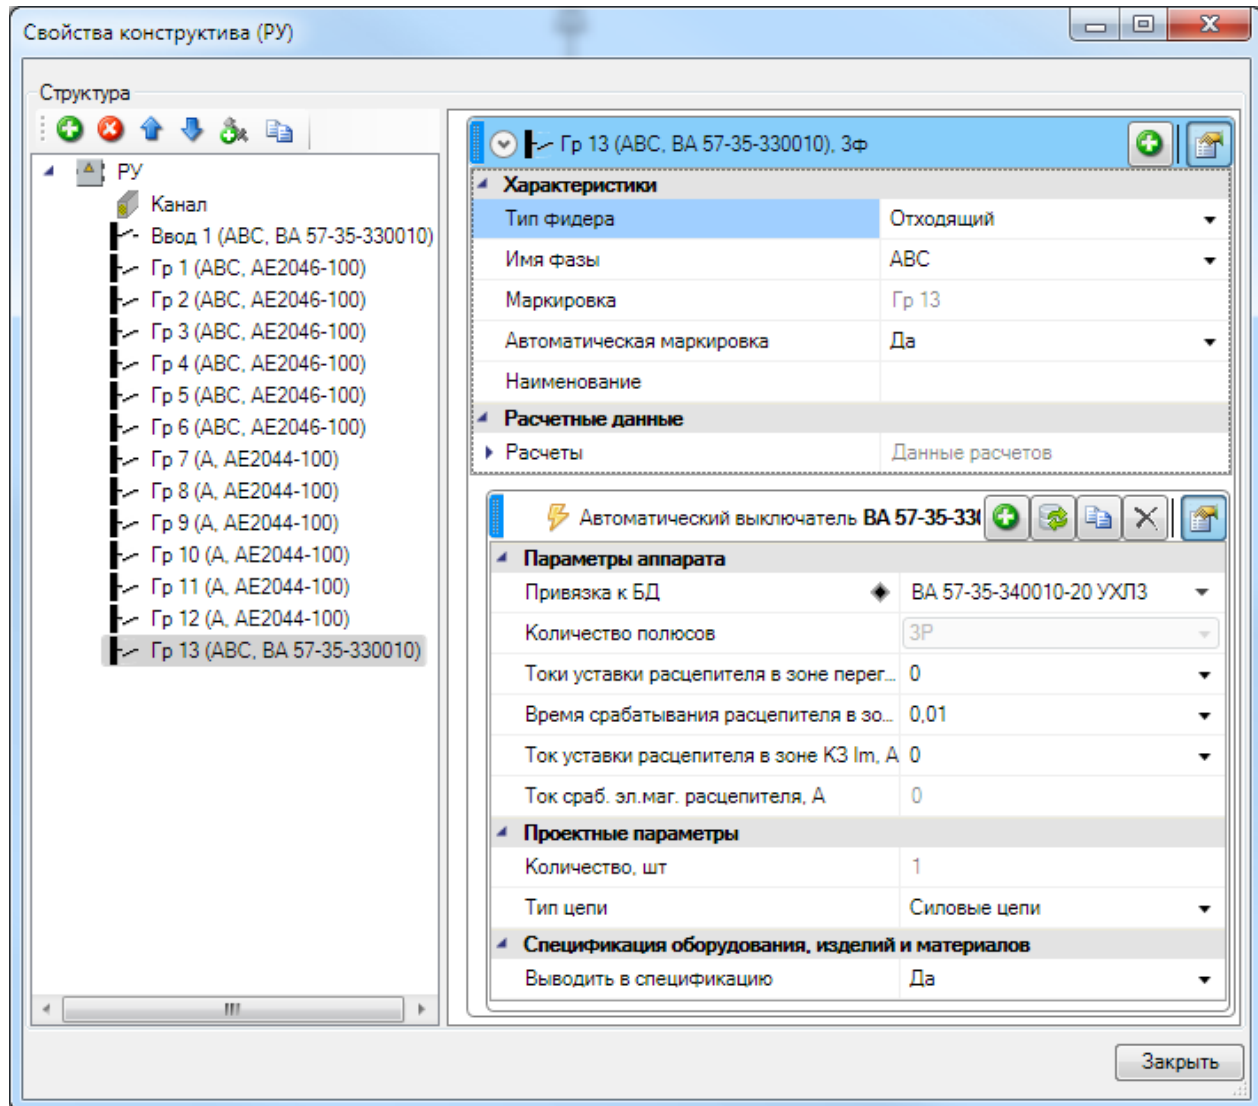 Свойства конструктива (РУ)
Структура
РУ
Канал
Ввод 1 (ABC, ВА 57-35-330010)
Гр 1 (ABC, АЕ2046-100)
Гр 2 (ABC, АЕ2046-100)
Гр 3 (ABC, АЕ2046-100)
Гр 4 (ABC, АЕ2046-100)
Гр 5 (ABC, АЕ2046-100)
Гр 6 (ABC, АЕ2046-100)
Гр 7 (А, АЕ2044-100)
Гр 8 (А, АЕ2044-100)
Гр 9 (А, АЕ2044-100)
Гр 10 (А, АЕ2044-100)
Гр 11 (А, АЕ2044-100)
Гр 12 (А, АЕ2044-100)
Гр 13 (ABC, ВА 57-35-330010)
Гр 13 (ABC, ВА 57-35-330010), 3ф
Характеристики
Тип фидера Отходящий
Имя фазы ABC
Маркировка Гр 13
Автоматическая маркировка Да
Наименование
Расчетные данные
Расчеты Данные расчетов
Автоматический выключатель ВА 57-35-33
Параметры аппарата
Привязка к БД ВА 57-35-340010-20 УХЛ3
Количество полюсов 3P
Токи уставки расцепителя в зоне перег... 0
Время срабатывания расцепителя в зо... 0,01
Ток уставки расцепителя в зоне КЗ Im, А 0
Ток сраб. эл.маг. расцепителя, А 0
Проектные параметры
Количество, шт 1
Тип цепи Силовые цепи
Спецификация оборудования, изделий и материалов
Выводить в спецификацию Да
Закрыть